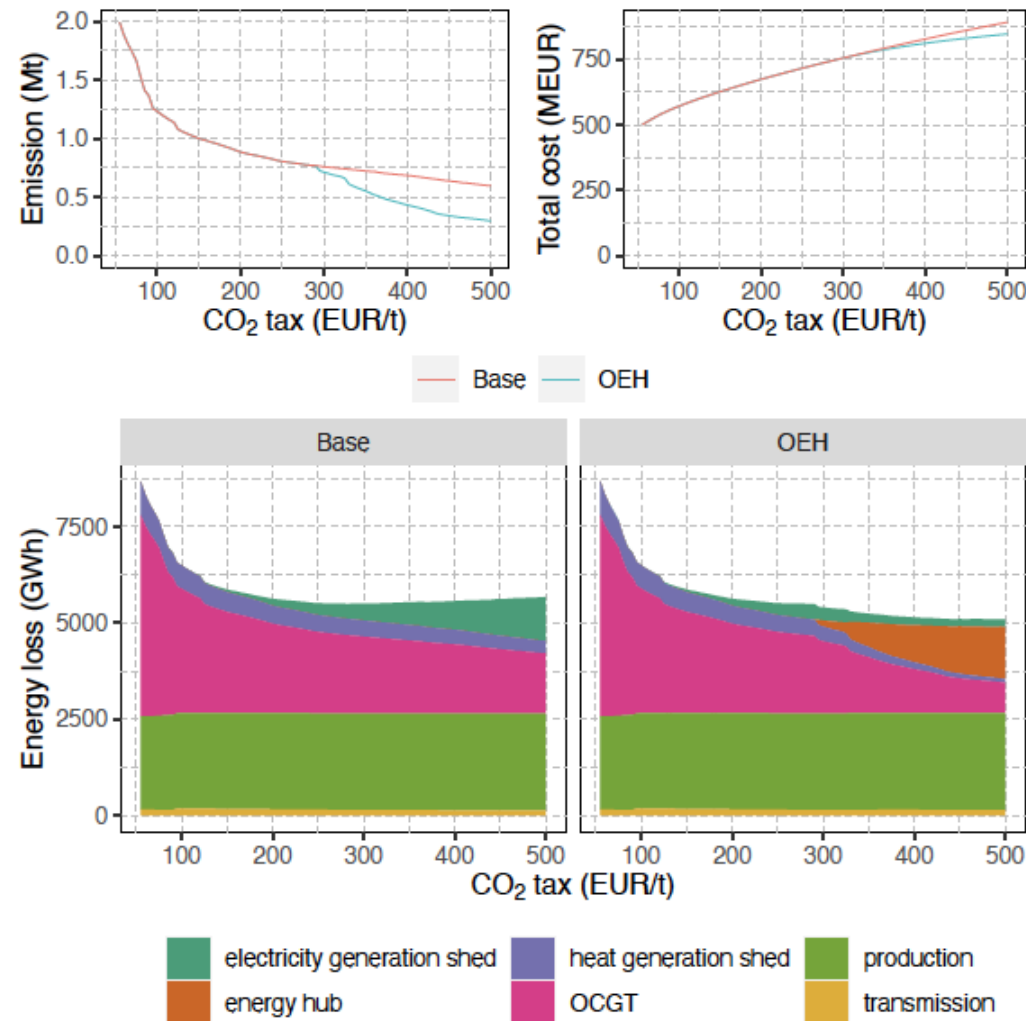 Emission (Mt)
2.0
1.5
1.0
0.5
0.0
100 200 300 400 500
CO₂ tax (EUR/t)
Total cost (MEUR)
750
500
250
0
100 200 300 400 500
CO₂ tax (EUR/t)
Base OEH
Base
OEH
Energy loss (GWh)
7500
5000
2500
0
100 200 300 400 500
100 200 300 400 500
CO₂ tax (EUR/t)
electricity generation shed heat generation shed production
energy hub OCGT transmission